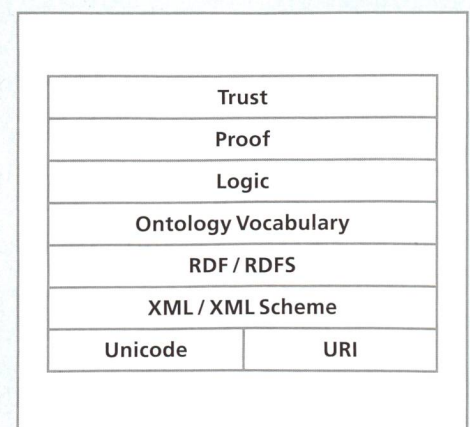 Trust
Proof
Logic
Ontology Vocabulary
RDF / RDFS
XML / XML Scheme
Unicode URI